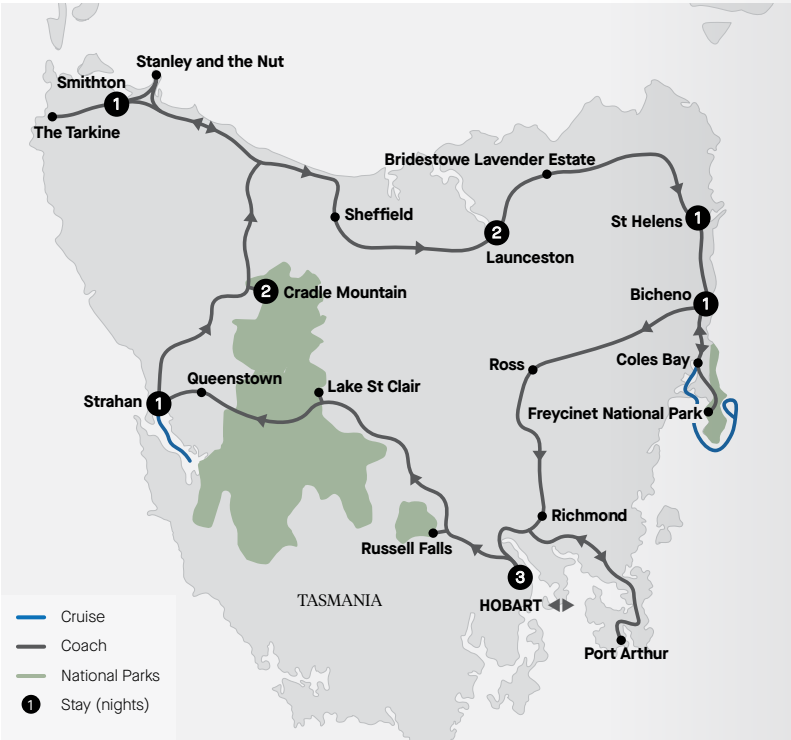 Stanley and the Nut
Smithton
1
The Tarkine
Bridestowe Lavender Estate
Sheffield
2
Launceston
St Helens
1
2
Cradle Mountain
Bicheno
1
Ross
Coles Bay
Queenstown
Lake St Clair
Strahan
1
Freycinet National Park
Richmond
Russell Falls
3
HOBART
TASMANIA
Port Arthur
Cruise
Coach
National Parks
1 Stay (nights)